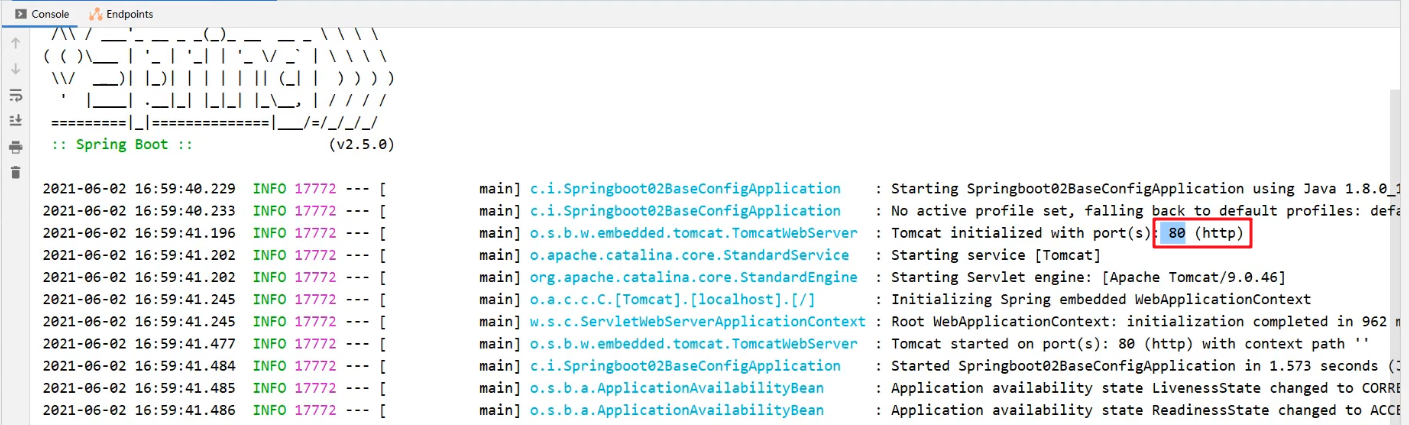 Console Endpoints
 /\\ / ___'_ __ _ _(_)_ __  __ _ \ \ \ \
( ( )\___ | '_ | '_| | '_ \/ _` | \ \ \ \
 \\/  ___)| |_)| | | | | || (_| |  ) ) ) )
  '  |____| .__|_| |_|_| |_\__, | / / / /
 =========|_|==============|___/=/_/_/_/
 :: Spring Boot ::                (v2.5.0)
2021-06-02 16:59:40.229  INFO 17772 --- [           main] c.i.Springboot02BaseConfigApplication    : Starting Springboot02BaseConfigApplication using Java 1.8.0_1
2021-06-02 16:59:40.233  INFO 17772 --- [           main] c.i.Springboot02BaseConfigApplication    : No active profile set, falling back to default profiles: defa
2021-06-02 16:59:41.196  INFO 17772 --- [           main] o.s.b.w.embedded.tomcat.TomcatWebServer  : Tomcat initialized with port(s): 80 (http)
2021-06-02 16:59:41.202  INFO 17772 --- [           main] o.apache.catalina.core.StandardService   : Starting service [Tomcat]
2021-06-02 16:59:41.202  INFO 17772 --- [           main] org.apache.catalina.core.StandardEngine  : Starting Servlet engine: [Apache Tomcat/9.0.46]
2021-06-02 16:59:41.245  INFO 17772 --- [           main] o.a.c.c.C.[Tomcat].[localhost].[/]       : Initializing Spring embedded WebApplicationContext
2021-06-02 16:59:41.245  INFO 17772 --- [           main] w.s.c.ServletWebServerApplicationContext : Root WebApplicationContext: initialization completed in 962 m
2021-06-02 16:59:41.477  INFO 17772 --- [           main] o.s.b.w.embedded.tomcat.TomcatWebServer  : Tomcat started on port(s): 80 (http) with context path ''
2021-06-02 16:59:41.484  INFO 17772 --- [           main] c.i.Springboot02BaseConfigApplication    : Started Springboot02BaseConfigApplication in 1.573 seconds (J
2021-06-02 16:59:41.485  INFO 17772 --- [           main] o.s.b.a.ApplicationAvailabilityBean      : Application availability state LivenessState changed to CORRE
2021-06-02 16:59:41.486  INFO 17772 --- [           main] o.s.b.a.ApplicationAvailabilityBean      : Application availability state ReadinessState changed to ACCE